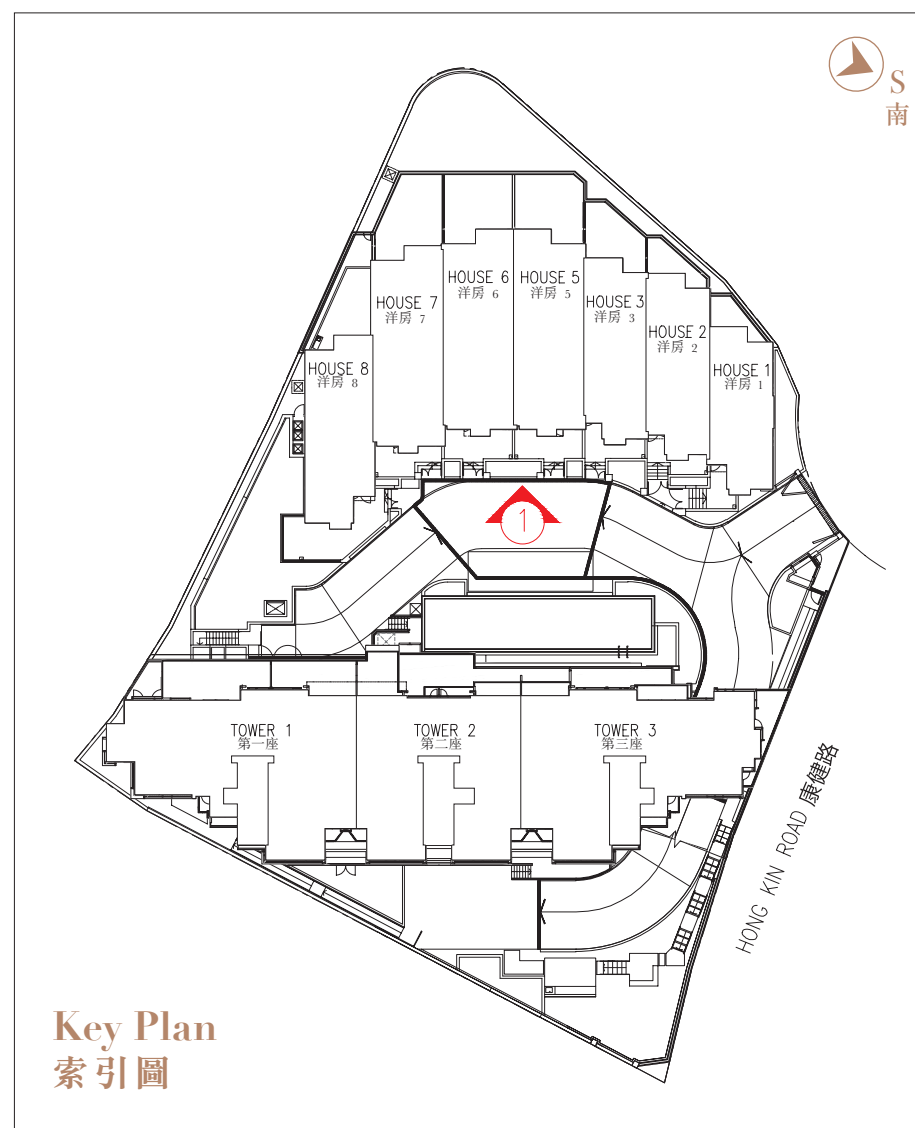 S
南
HOUSE 6
洋房 6
HOUSE 5
洋房 5
HOUSE 7
洋房 7
HOUSE 3
洋房 3
HOUSE 2
洋房 2
HOUSE 8
洋房 8
HOUSE 1
洋房 1
1
TOWER 1
第一座
TOWER 2
第二座
TOWER 3
第三座
HONG KIN ROAD 康健路
Key Plan
索引圖